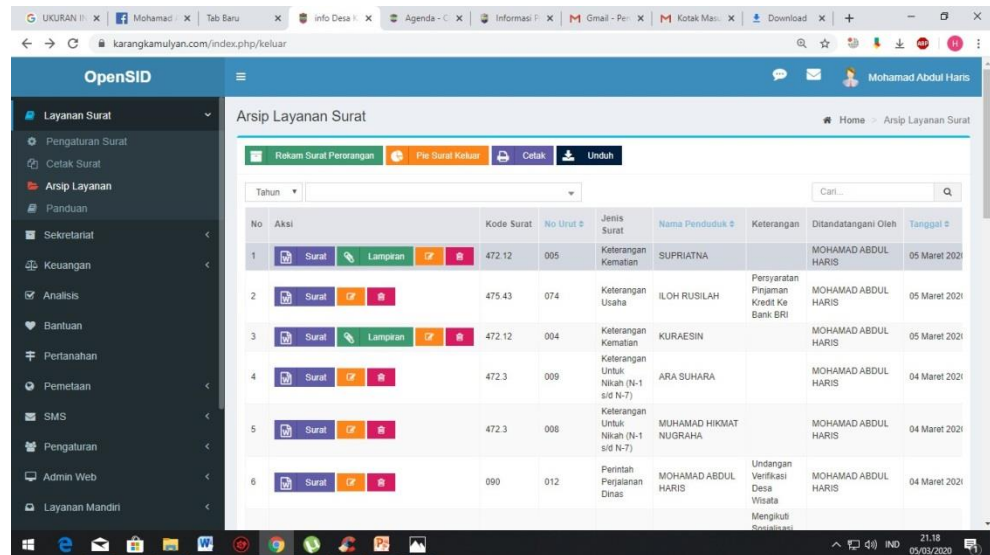 UKURAN I
Mohamad
Tab Baru
info Desa K
Agenda - C
Informasi P
Gmail - Per
Kotak Mas
Download
karangkamulyan.com/index.php/keluar
OpenSID
Mohamad Abdul Haris
Layanan Surat
Pengaturan Surat
Cetak Surat
Arsip Layanan
Panduan
Sekretariat
Keuangan
Analisis
Bantuan
Pertanahan
Pemetaan
SMS
Pengaturan
Admin Web
Layanan Mandiri
Arsip Layanan Surat
Home > Arsip Layanan Surat
Rekam Surat Perorangan Pie Surat Keluar Cetak Unduh
Tahun Cari...
No Aksi Kode Surat No Urut Jenis Surat Nama Penduduk Keterangan Ditandatangani Oleh Tanggal
1 Surat Lampiran 472.12 005 Keterangan Kematian SUPRIATNA MOHAMAD ABDUL HARIS 05 Maret 202
2 Surat 475.43 074 Keterangan Usaha ILOH RUSILAH Persyaratan Pinjaman Kredit Ke Bank BRI MOHAMAD ABDUL HARIS 05 Maret 202
3 Surat Lampiran 472.12 004 Keterangan Kematian KURAESIN MOHAMAD ABDUL HARIS 05 Maret 202
4 Surat 472.3 009 Keterangan Untuk Nikah (N-1 s/d N-7) ARA SUHARA MOHAMAD ABDUL HARIS 04 Maret 202
5 Surat 472.3 008 Keterangan Untuk Nikah (N-1 s/d N-7) MUHAMAD HIKMAT NUGRAHA MOHAMAD ABDUL HARIS 04 Maret 202
6 Surat 090 012 Perintah Perjalanan Dinas MOHAMAD ABDUL HARIS Undangan Verifikasi Desa Wisata MOHAMAD ABDUL HARIS 04 Maret 202
Mengikuti
Sosialisasi
IND
21.18
05/03/2020